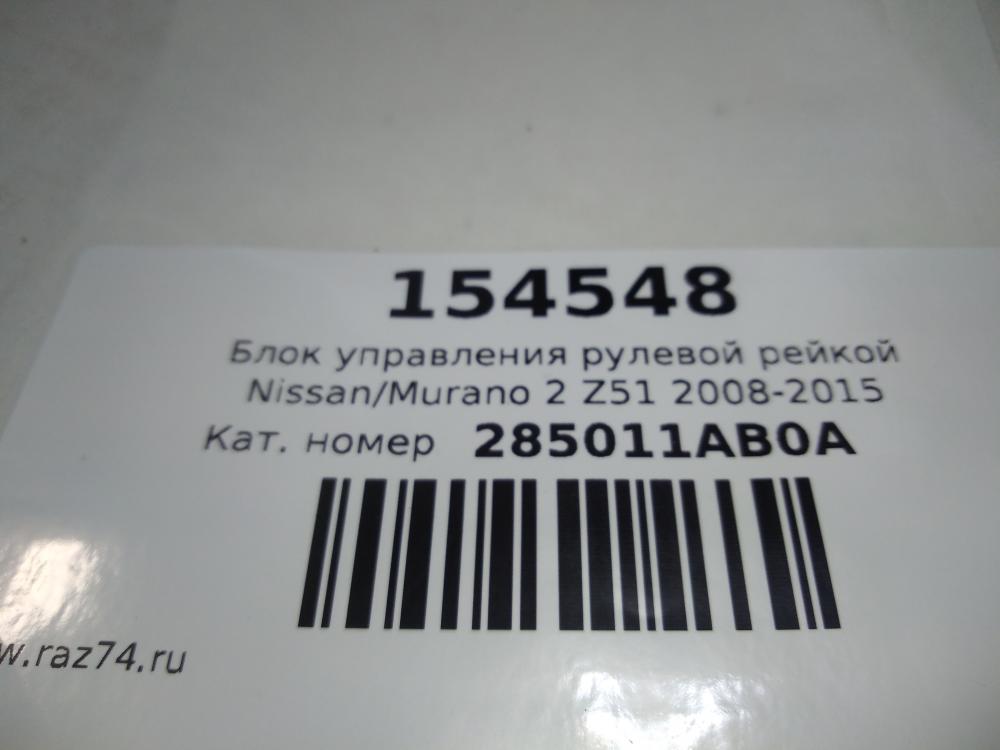 154548
Блок управления рулевой рейкой
Nissan/Murano 2 Z51 2008-2015
Кат. номер 285011AB0A
w.raz74.ru